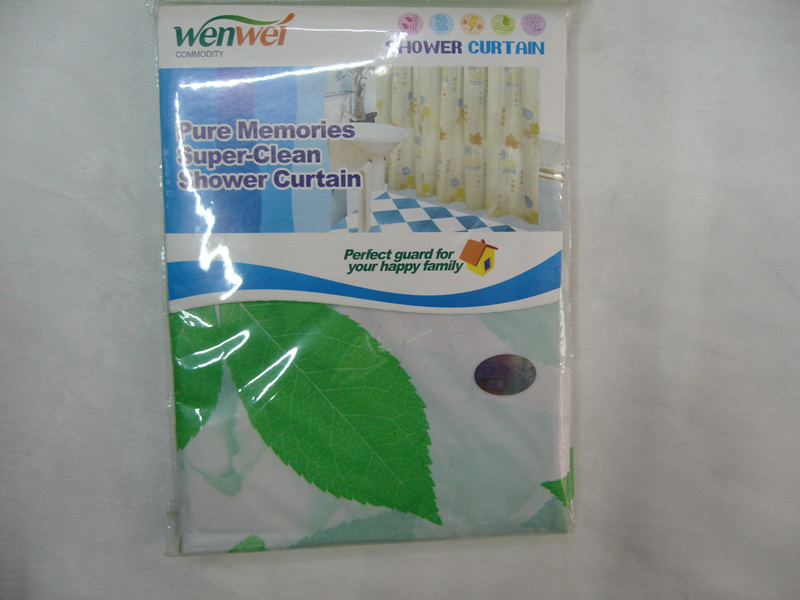 wenwei
COMMODITY
SHOWER CURTAIN
Pure Memories
Super-Clean
Shower Curtain
Perfect guard for
your happy family